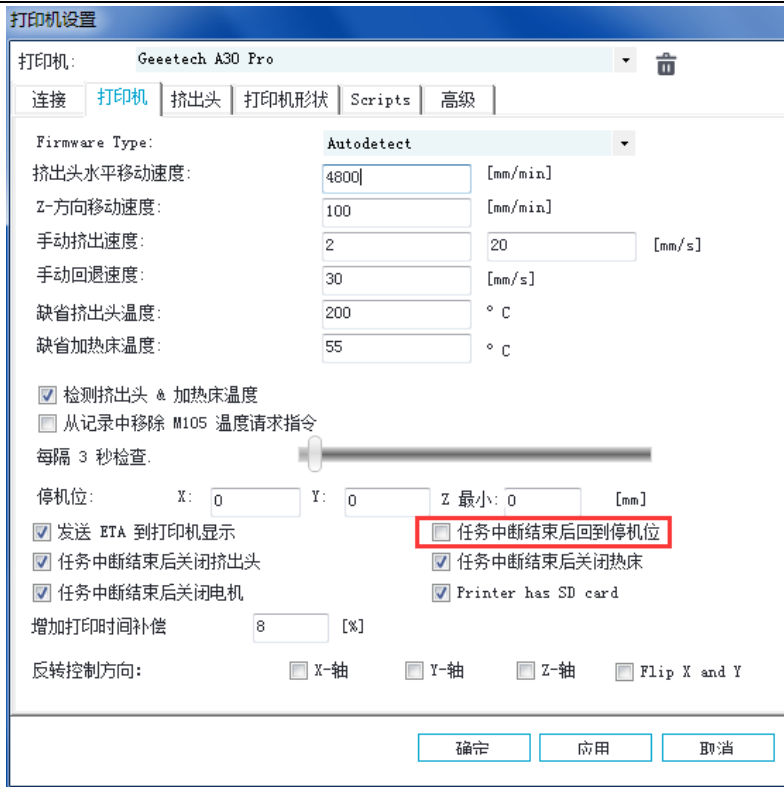 打印机设置
打印机: Geeetech A30 Pro
连接 打印机 挤出头 打印机形状 Scripts 高级
Firmware Type: Autodetect
挤出头水平移动速度: 4800 [mm/min]
Z-方向移动速度: 100 [mm/min]
手动挤出速度: 2 20 [mm/s]
手动回退速度: 30 [mm/s]
缺省挤出头温度: 200 ° C
缺省加热床温度: 55 ° C
检测挤出头 & 加热床温度
从记录中移除 M105 温度请求指令
每隔 3 秒检查.
停机位: X: 0 Y: 0 Z 最小: 0 [mm]
发送 ETA 到打印机显示 任务中断结束后回到停机位
任务中断结束后关闭挤出头 任务中断结束后关闭热床
任务中断结束后关闭电机 Printer has SD card
增加打印时间补偿 8 [%]
反转控制方向: X-轴 Y-轴 Z-轴 Flip X and Y
确定 应用 取消